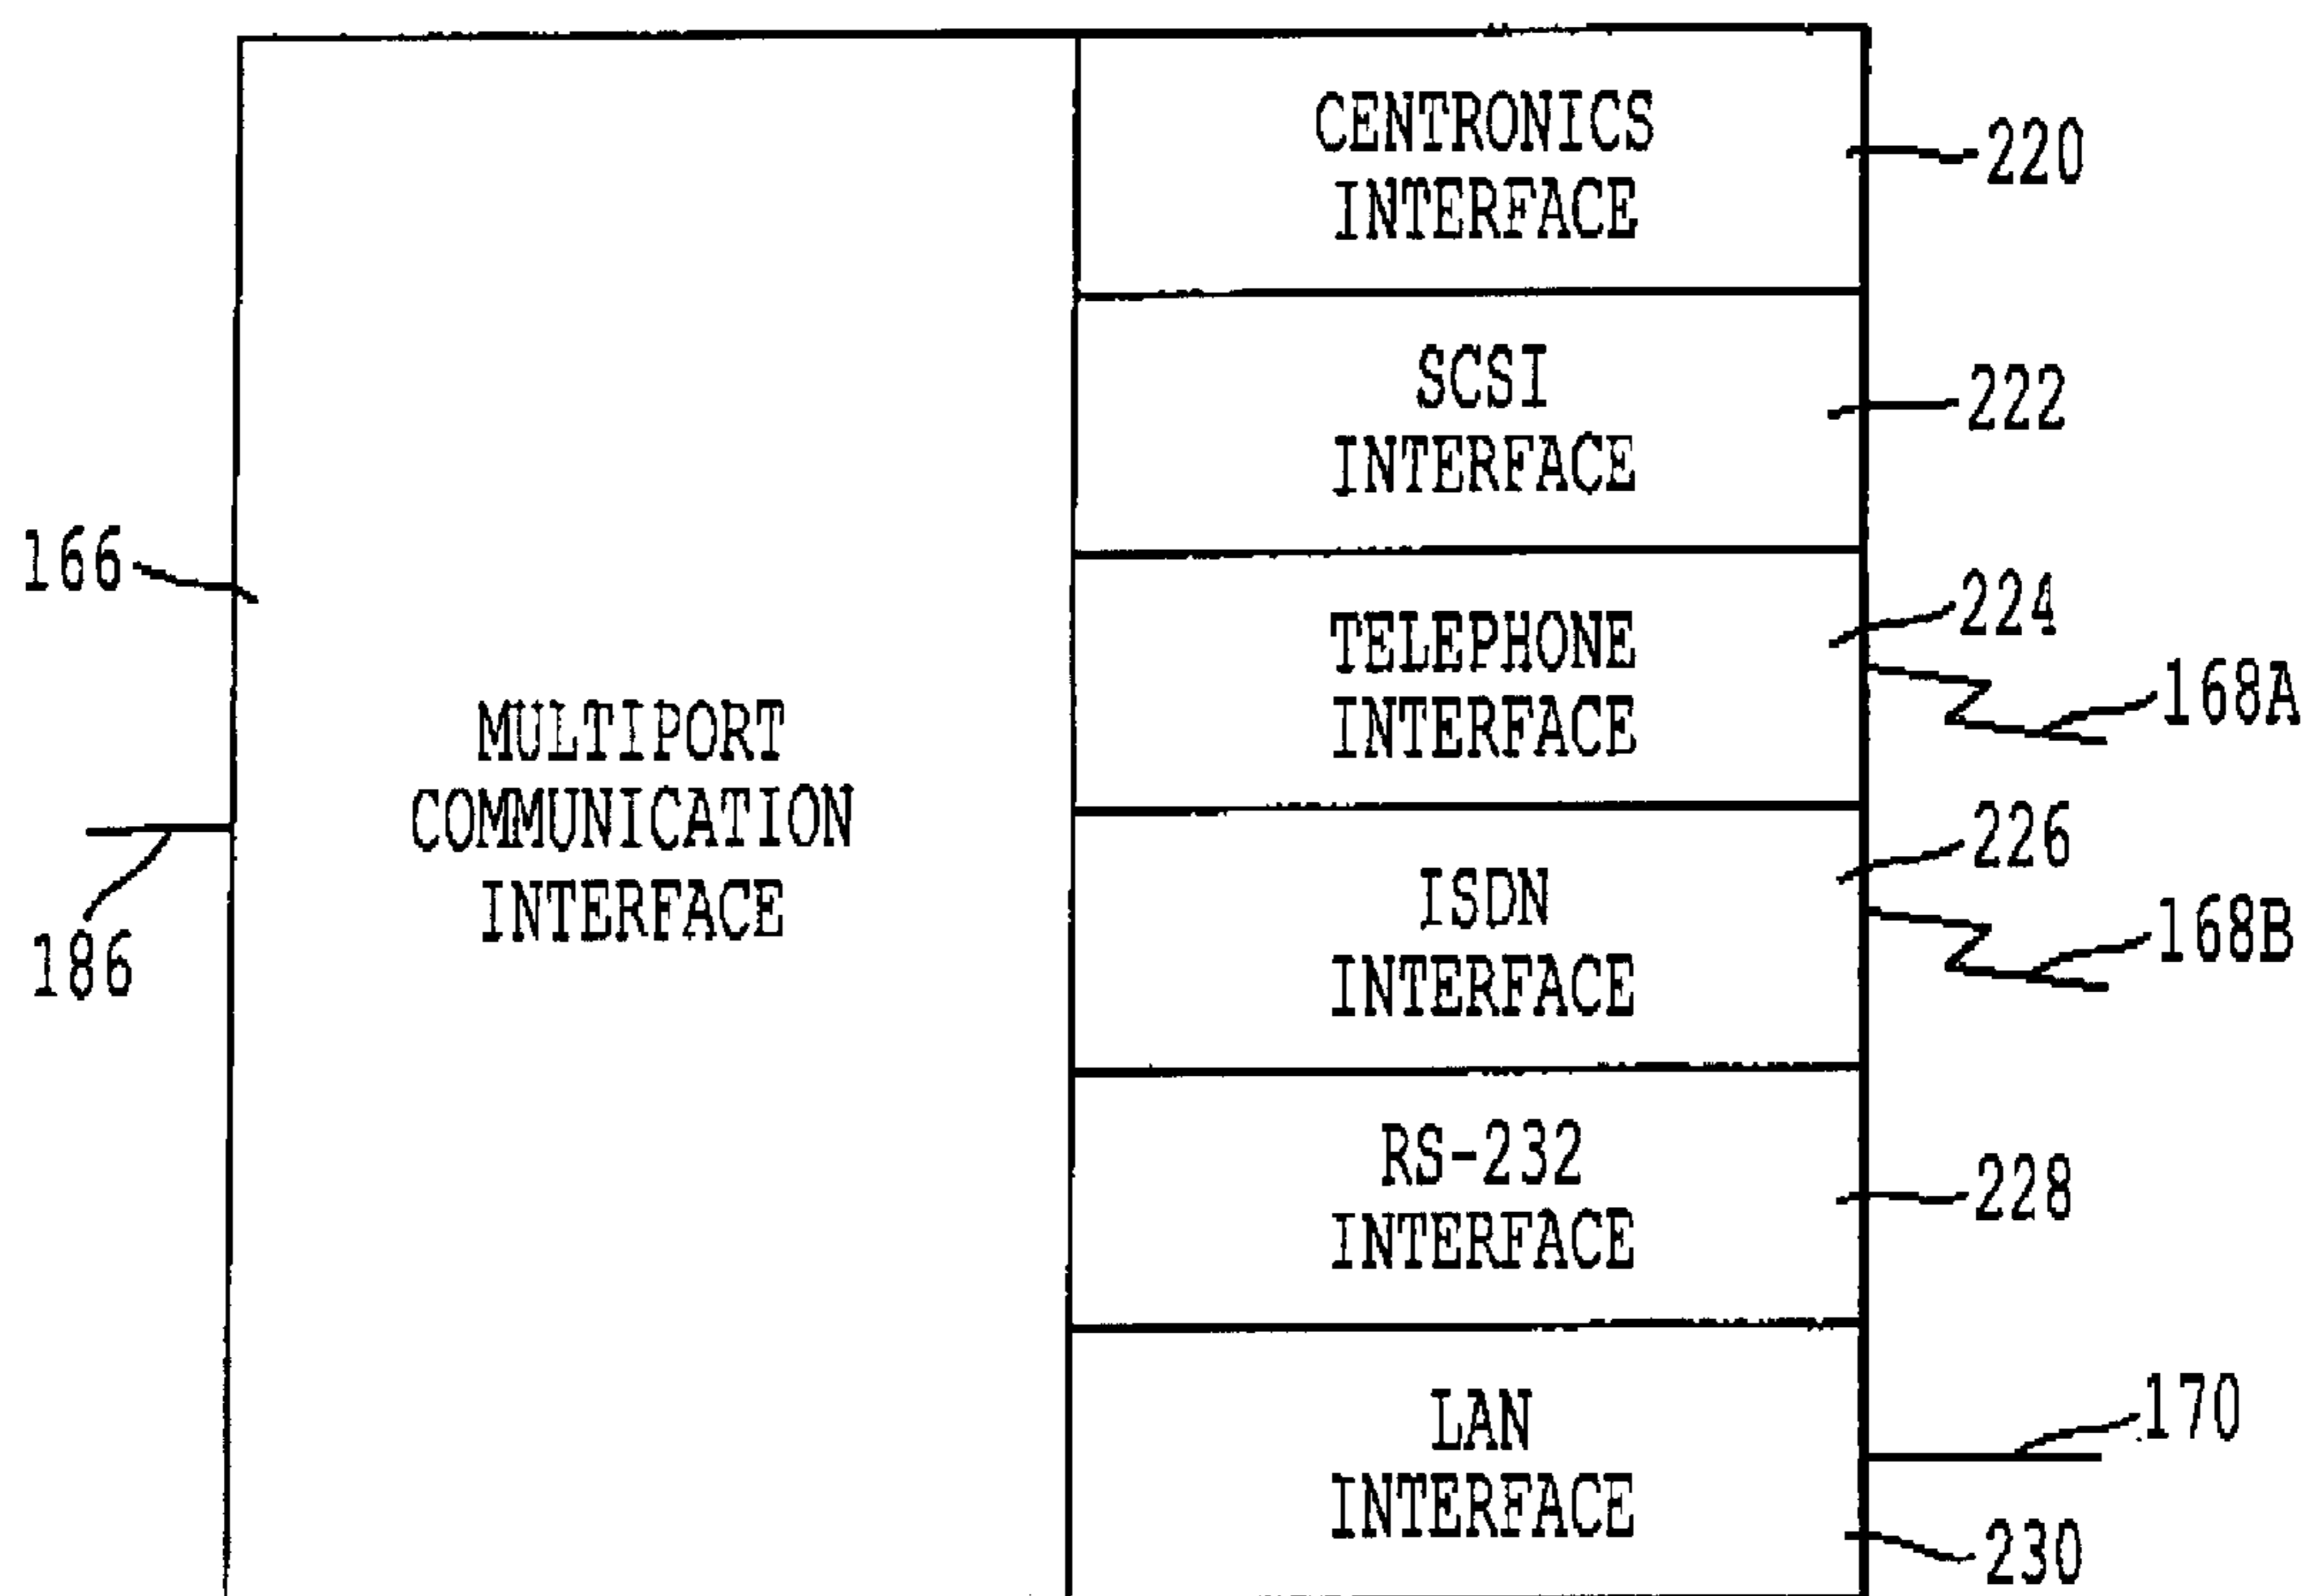 CENTRONICS
INTERFACE
220
SCSI
INTERFACE
222
166
TELEPHONE
INTERFACE
224
168A
MULTIPORT
COMMUNICATION
INTERFACE
186
ISDN
INTERFACE
226
168B
RS-232
INTERFACE
228
LAN
INTERFACE
170
230